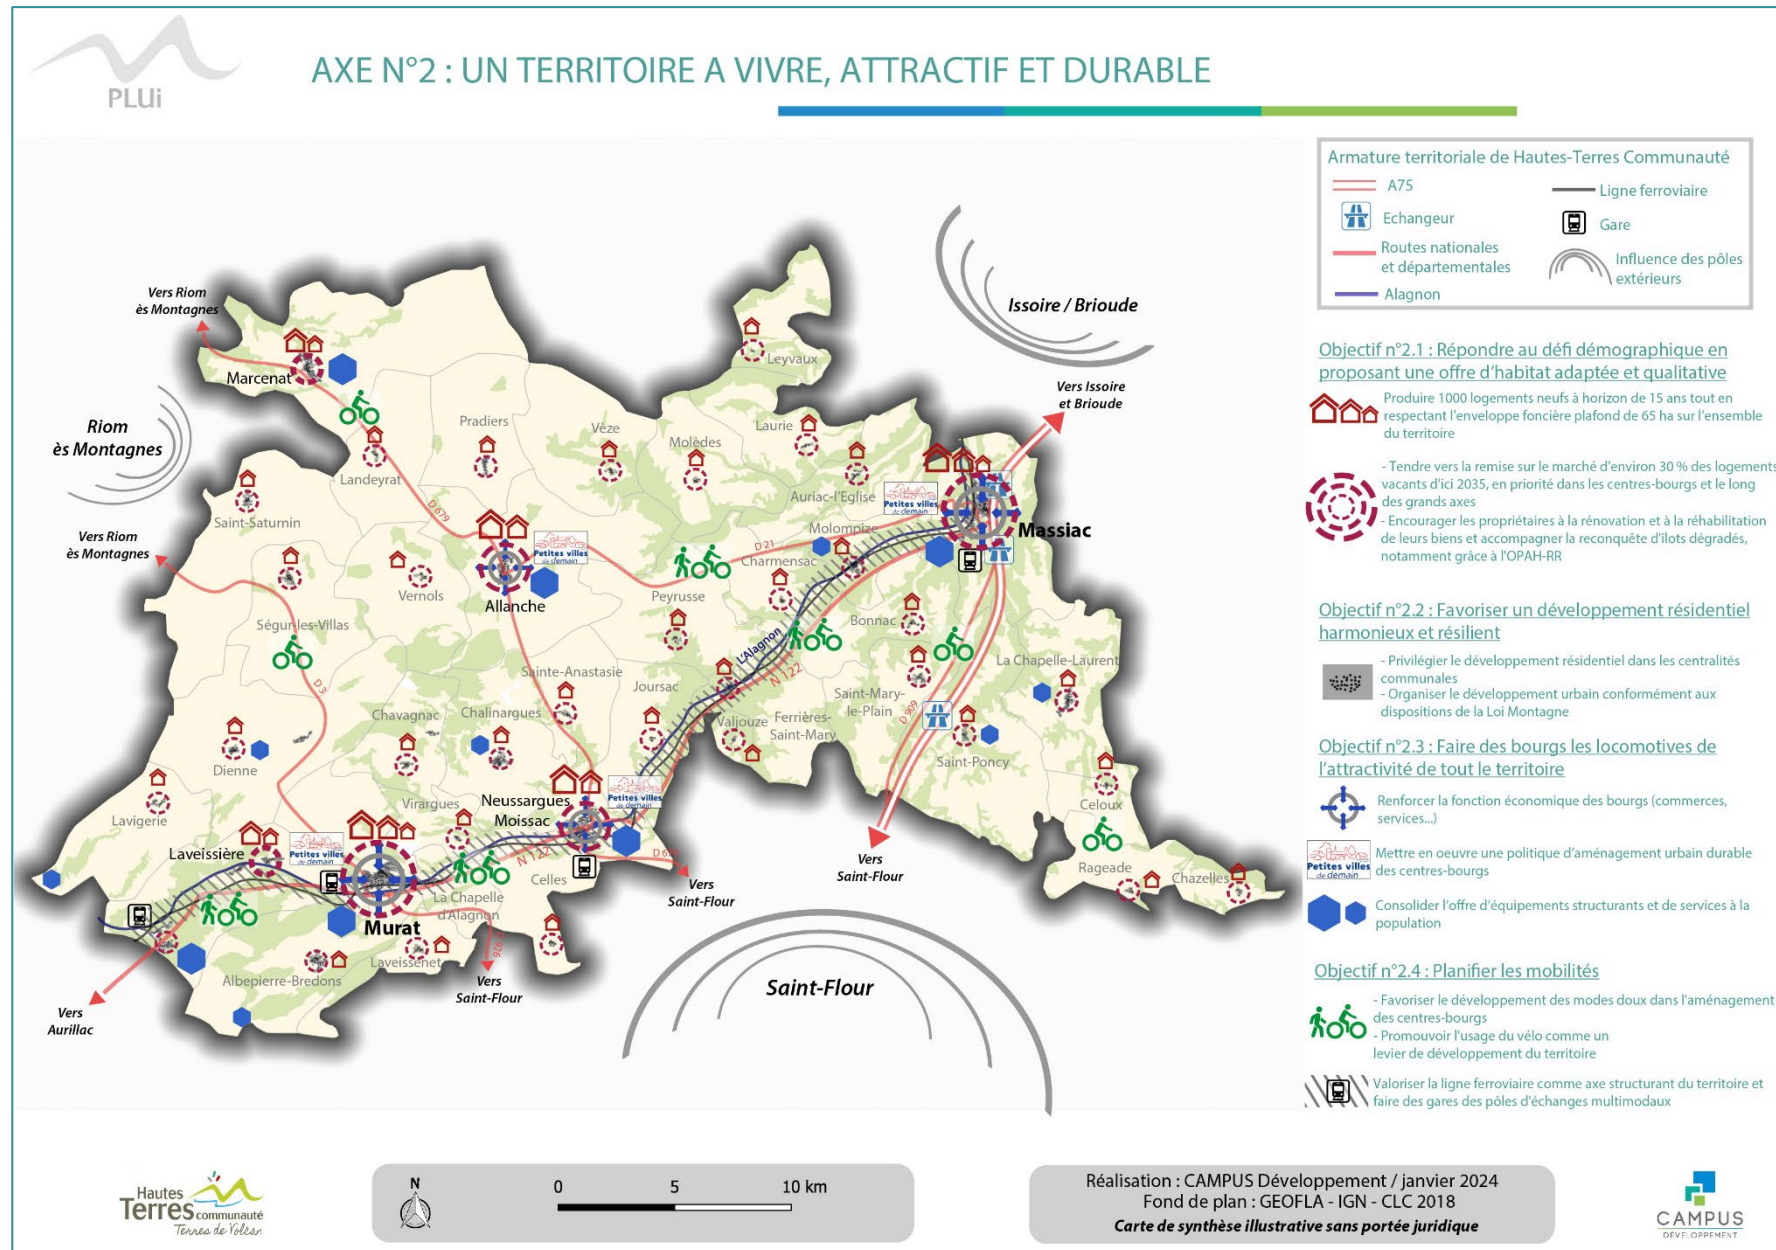 PLUi
AXE N°2 : UN TERRITOIRE A VIVRE, ATTRACTIF ET DURABLE
Armature territoriale de Hautes-Terres Communauté
A75
Ligne ferroviaire
Echangeur
Gare
Routes nationales
et départementales
Influence des pôles
extérieurs
Alagnon
Objectif n°2.1 : Répondre au défi démographique en
proposant une offre d'habitat adaptée et qualitative
Produire 1000 logements neufs à horizon de 15 ans tout en
respectant l'enveloppe foncière plafond de 65 ha sur l'ensemble
du territoire
- Tendre vers la remise sur le marché d'environ 30 % des logements
vacants d'ici 2035, en priorité dans les centres-bourgs et le long
des grands axes
- Encourager les propriétaires à la rénovation et à la réhabilitation
de leurs biens et accompagner la reconquête d'îlots dégradés,
notamment grâce à l'OPAH-RR
Objectif n°2.2 : Favoriser un développement résidentiel
harmonieux et résilient
- Privilégier le développement résidentiel dans les centralités
communales
- Organiser le développement urbain conformément aux
dispositions de la Loi Montagne
Objectif n°2.3 : Faire des bourgs les locomotives de
l'attractivité de tout le territoire
Renforcer la fonction économique des bourgs (commerces,
services...)
Petites villes
de demain
Mettre en oeuvre une politique d'aménagement urbain durable
des centres-bourgs
Consolider l'offre d'équipements structurants et de services à la
population
Objectif n°2.4 : Planifier les mobilités
- Favoriser le développement des modes doux dans l'aménagement
des centres-bourgs
- Promouvoir l'usage du vélo comme un
levier de développement du territoire
Valoriser la ligne ferroviaire comme axe structurant du territoire et
faire des gares des pôles d'échanges multimodaux
Vers Riom
ès Montagnes
Issoire / Brioude
Leyvaux
Marcenat
Vers Issoire
et Brioude
Riom
ès Montagnes
Pradiers
Vèze
Laurie
Molèdes
Landeyrat
Auriac-l'Eglise
Petites villes
de demain
Saint-Saturnin
D 679
Massiac
Molompize
Vers Riom
ès Montagnes
Petites villes
de demain
D 21
Charmensac
Vernols
Allanche
Peyrusse
Ségur-les-Villas
Bonnac
L'Alagnon
N 122
La Chapelle-Laurent
Sainte-Anastasie
Joursac
D 3
Saint-Mary-
le-Plain
Chavagnac
Chalinargues
Valjouze
Ferrières-
Saint-Mary
D 909
Dienne
Saint-Poncy
Lavigerie
Virargues
Neussargues
Moissac
Petites villes
de demain
Celoux
Laveissière
Petites villes
de demain
N 122
Celles
Vers
Saint-Flour
Vers
Saint-Flour
Rageade
Chazelles
La Chapelle
d'Alagnon
Murat
D 926
Laveissenet
Albepierre-Bredons
Vers
Saint-Flour
Saint-Flour
Vers
Aurillac
Hautes
Terres communauté
Terres de Volcan
N
0 5 10 km
Réalisation : CAMPUS Développement / janvier 2024
Fond de plan : GEOFLA - IGN - CLC 2018
Carte de synthèse illustrative sans portée juridique
CAMPUS
DÉVELOPPEMENT